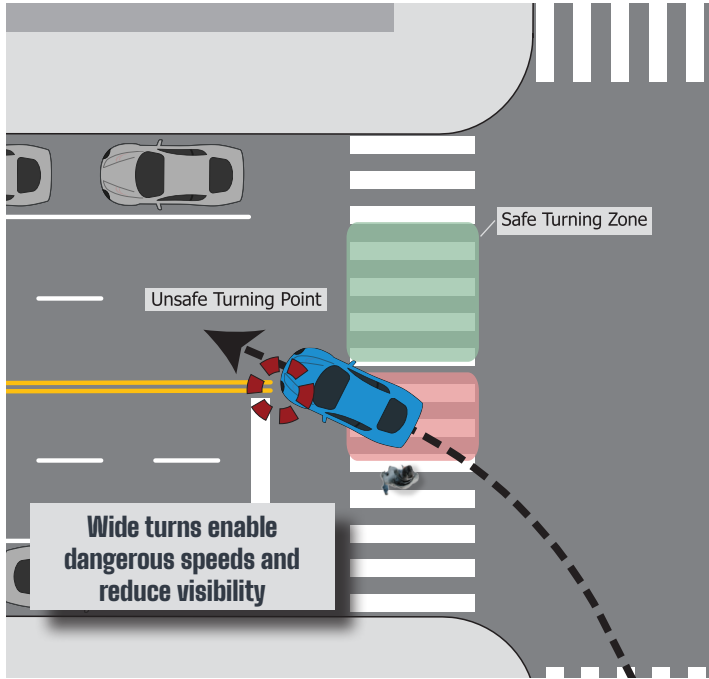 Safe Turning Zone
Unsafe Turning Point
Wide turns enable
dangerous speeds and
reduce visibility